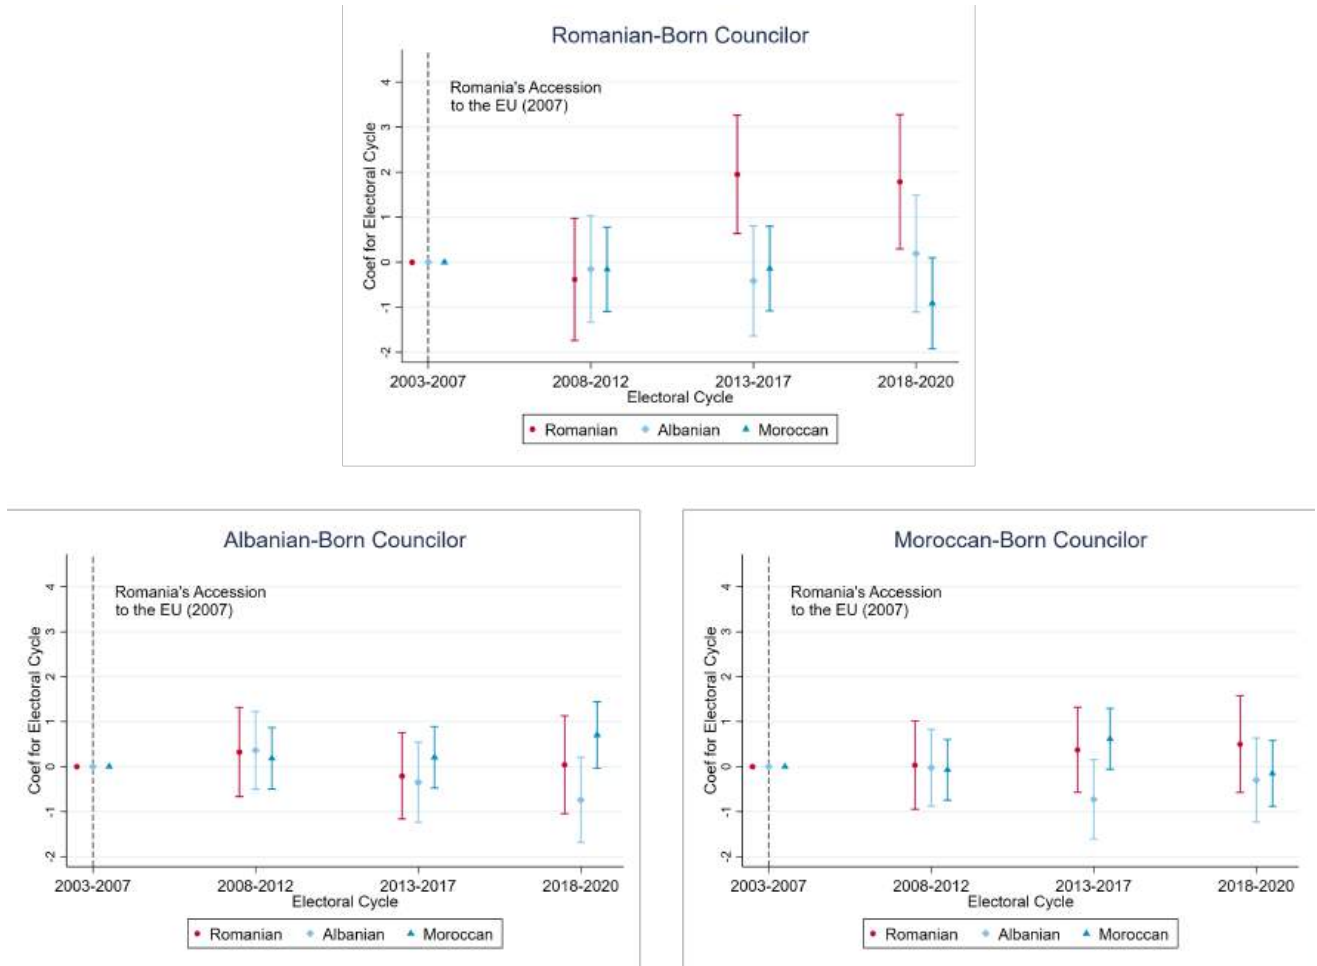 Romanian-Born Councilor
Romania's Accession
to the EU (2007)
Coef for Electoral Cycle
4
3
2
1
0
-1
-2
2003-2007 2008-2012 2013-2017 2018-2020
Electoral Cycle
Romanian Albanian Moroccan
Albanian-Born Councilor
Romania's Accession
to the EU (2007)
Coef for Electoral Cycle
4
3
2
1
0
-1
-2
2003-2007 2008-2012 2013-2017 2018-2020
Electoral Cycle
Romanian Albanian Moroccan
Moroccan-Born Councilor
Romania's Accession
to the EU (2007)
Coef for Electoral Cycle
4
3
2
1
0
-1
-2
2003-2007 2008-2012 2013-2017 2018-2020
Electoral Cycle
Romanian Albanian Moroccan